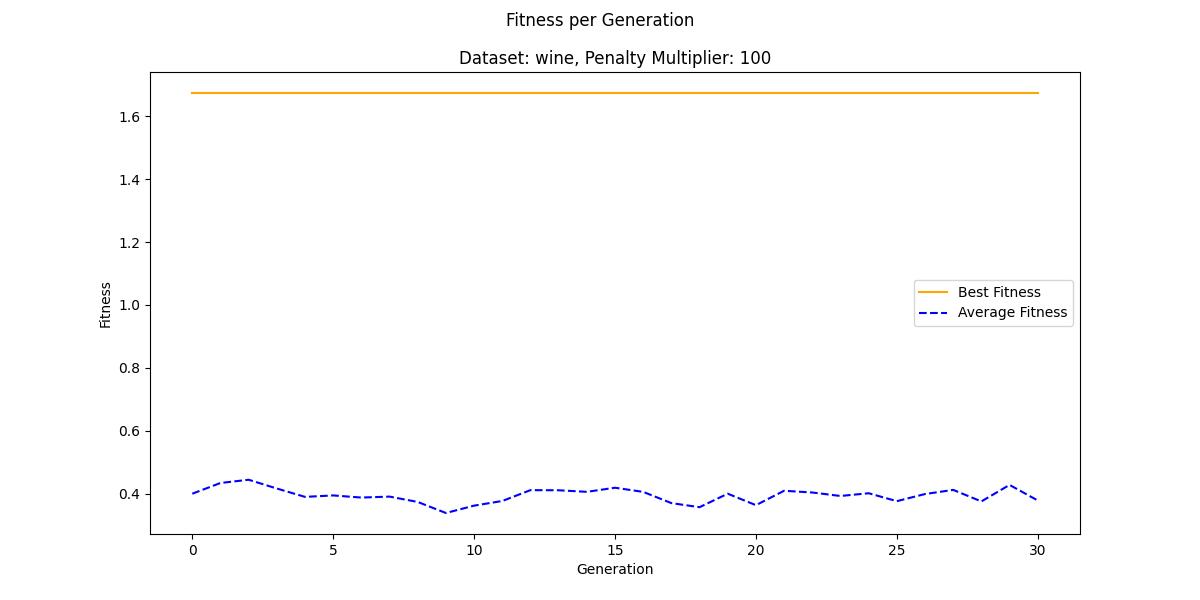 Fitness per Generation
Dataset: wine, Penalty Multiplier: 100
1.6
1.4
1.2
1.0
0.8
0.6
0.4
Fitness
Best Fitness
Average Fitness
0 5 10 15 20 25 30
Generation